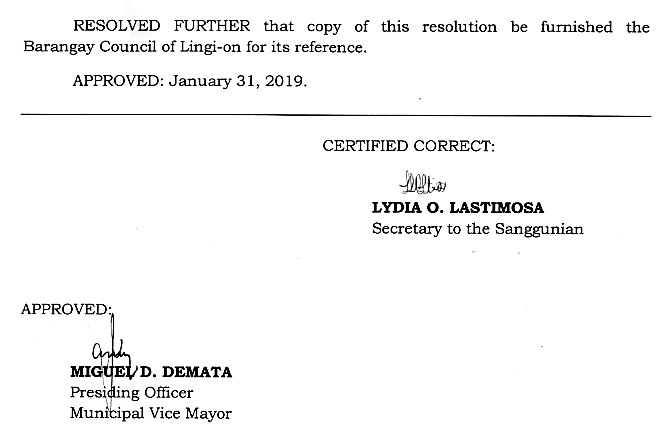 RESOLVED FURTHER that copy of this resolution be furnished the
Barangay Council of Lingi-on for its reference.
APPROVED: January 31, 2019.
CERTIFIED CORRECT:
LYDIA O. LASTIMOSA
Secretary to the Sanggunian
APPROVED:
MIGUEL D. DEMATA
Presiding Officer
Municipal Vice Mayor